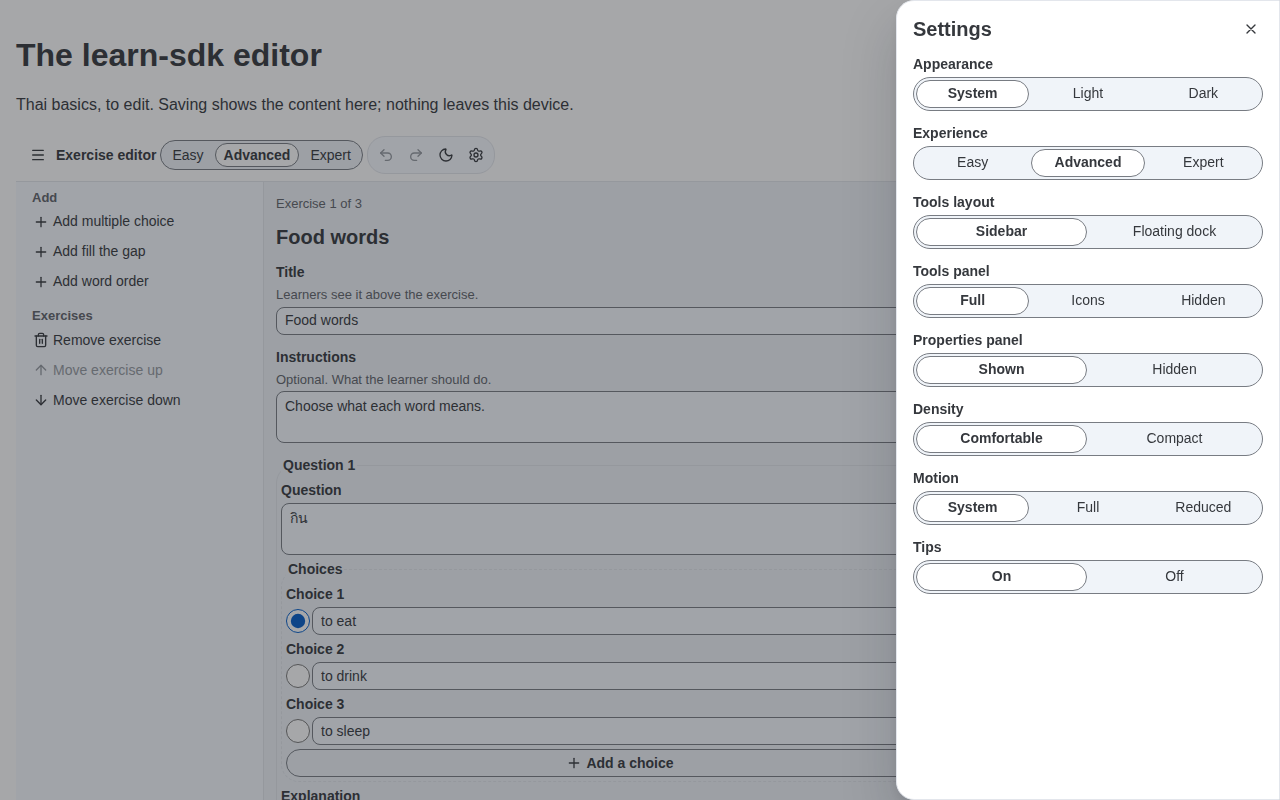 The learn-sdk editor
Thai basics, to edit. Saving shows the content here; nothing leaves this device.
Exercise editor Easy Advanced Expert
Add
Add multiple choice
Add fill the gap
Add word order
Exercises
Remove exercise
Move exercise up
Move exercise down
Exercise 1 of 3
Food words
Title
Learners see it above the exercise.
Food words
Instructions
Optional. What the learner should do.
Choose what each word means.
Question 1
Question
กิน
Choices
Choice 1
to eat
Choice 2
to drink
Choice 3
to sleep
Add a choice
Explanation
Settings
Appearance
System Light Dark
Experience
Easy Advanced Expert
Tools layout
Sidebar Floating dock
Tools panel
Full Icons Hidden
Properties panel
Shown Hidden
Density
Comfortable Compact
Motion
System Full Reduced
Tips
On Off